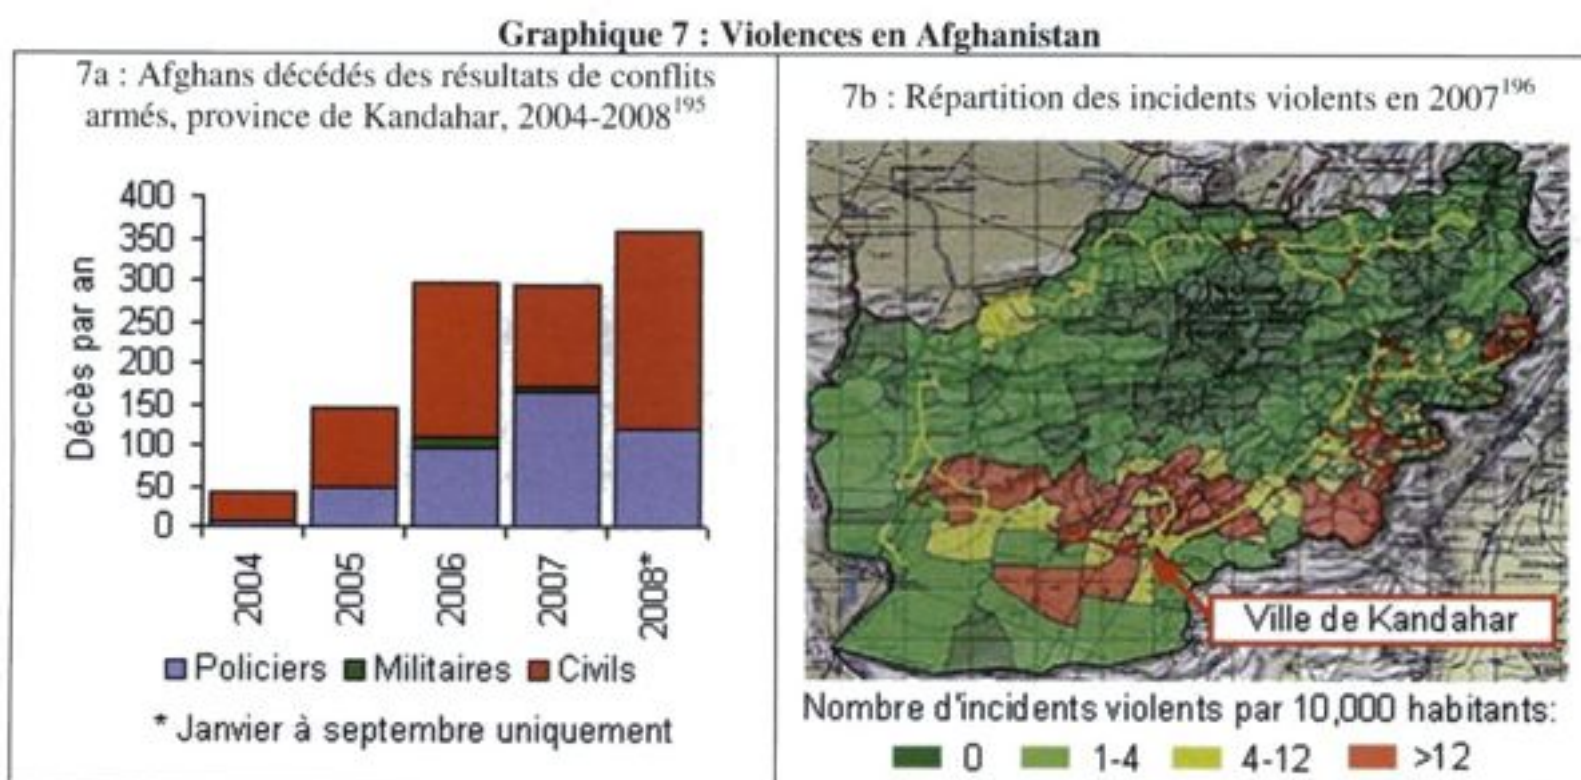 Graphique 7 : Violences en Afghanistan
7a : Afghans décédés des résultats de conflits
armés, province de Kandahar, 2004-2008195
Décès par an
400
350
300
250
200
150
100
50
0
2004
2005
2006
2007
2008*
Policiers Militaires Civils
* Janvier à septembre uniquement
7b : Répartition des incidents violents en 2007196
Ville de Kandahar
Nombre d'incidents violents par 10,000 habitants:
0 1-4 4-12 >12